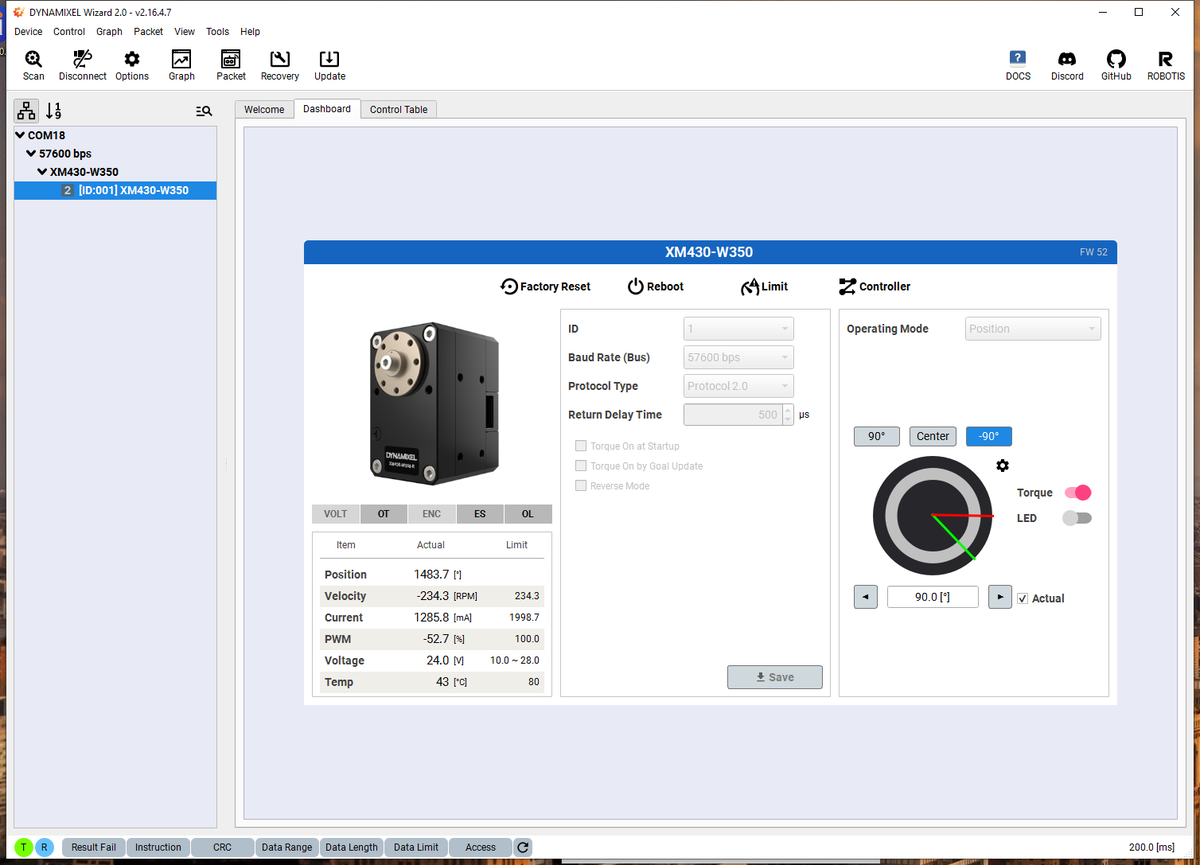 DYNAMIXEL Wizard 2.0 - v2.16.4.7
Device Control Graph Packet View Tools Help
Scan Disconnect Options Graph Packet Recovery Update DOCS Discord GitHub ROBOTIS
Welcome Dashboard Control Table
COM18
57600 bps
XM430-W350
2 [ID:001] XM430-W350
XM430-W350 FW 52
Factory Reset Reboot Limit Controller
ID 1
Baud Rate (Bus) 57600 bps
Protocol Type Protocol 2.0
Return Delay Time 500 µs
Torque On at Startup
Torque On by Goal Update
Reverse Mode
Save
Operating Mode Position
90° Center -90°
Torque
LED
90.0 [°] Actual
DYNAMIXEL
VOLT OT ENC ES OL
Item Actual Limit
Position 1483.7 [°]
Velocity -234.3 [RPM] 234.3
Current 1285.8 [mA] 1998.7
PWM -52.7 [%] 100.0
Voltage 24.0 [V] 10.0 ~ 28.0
Temp 43 [°C] 80
T R Result Fail Instruction CRC Data Range Data Length Data Limit Access 200.0 [ms]